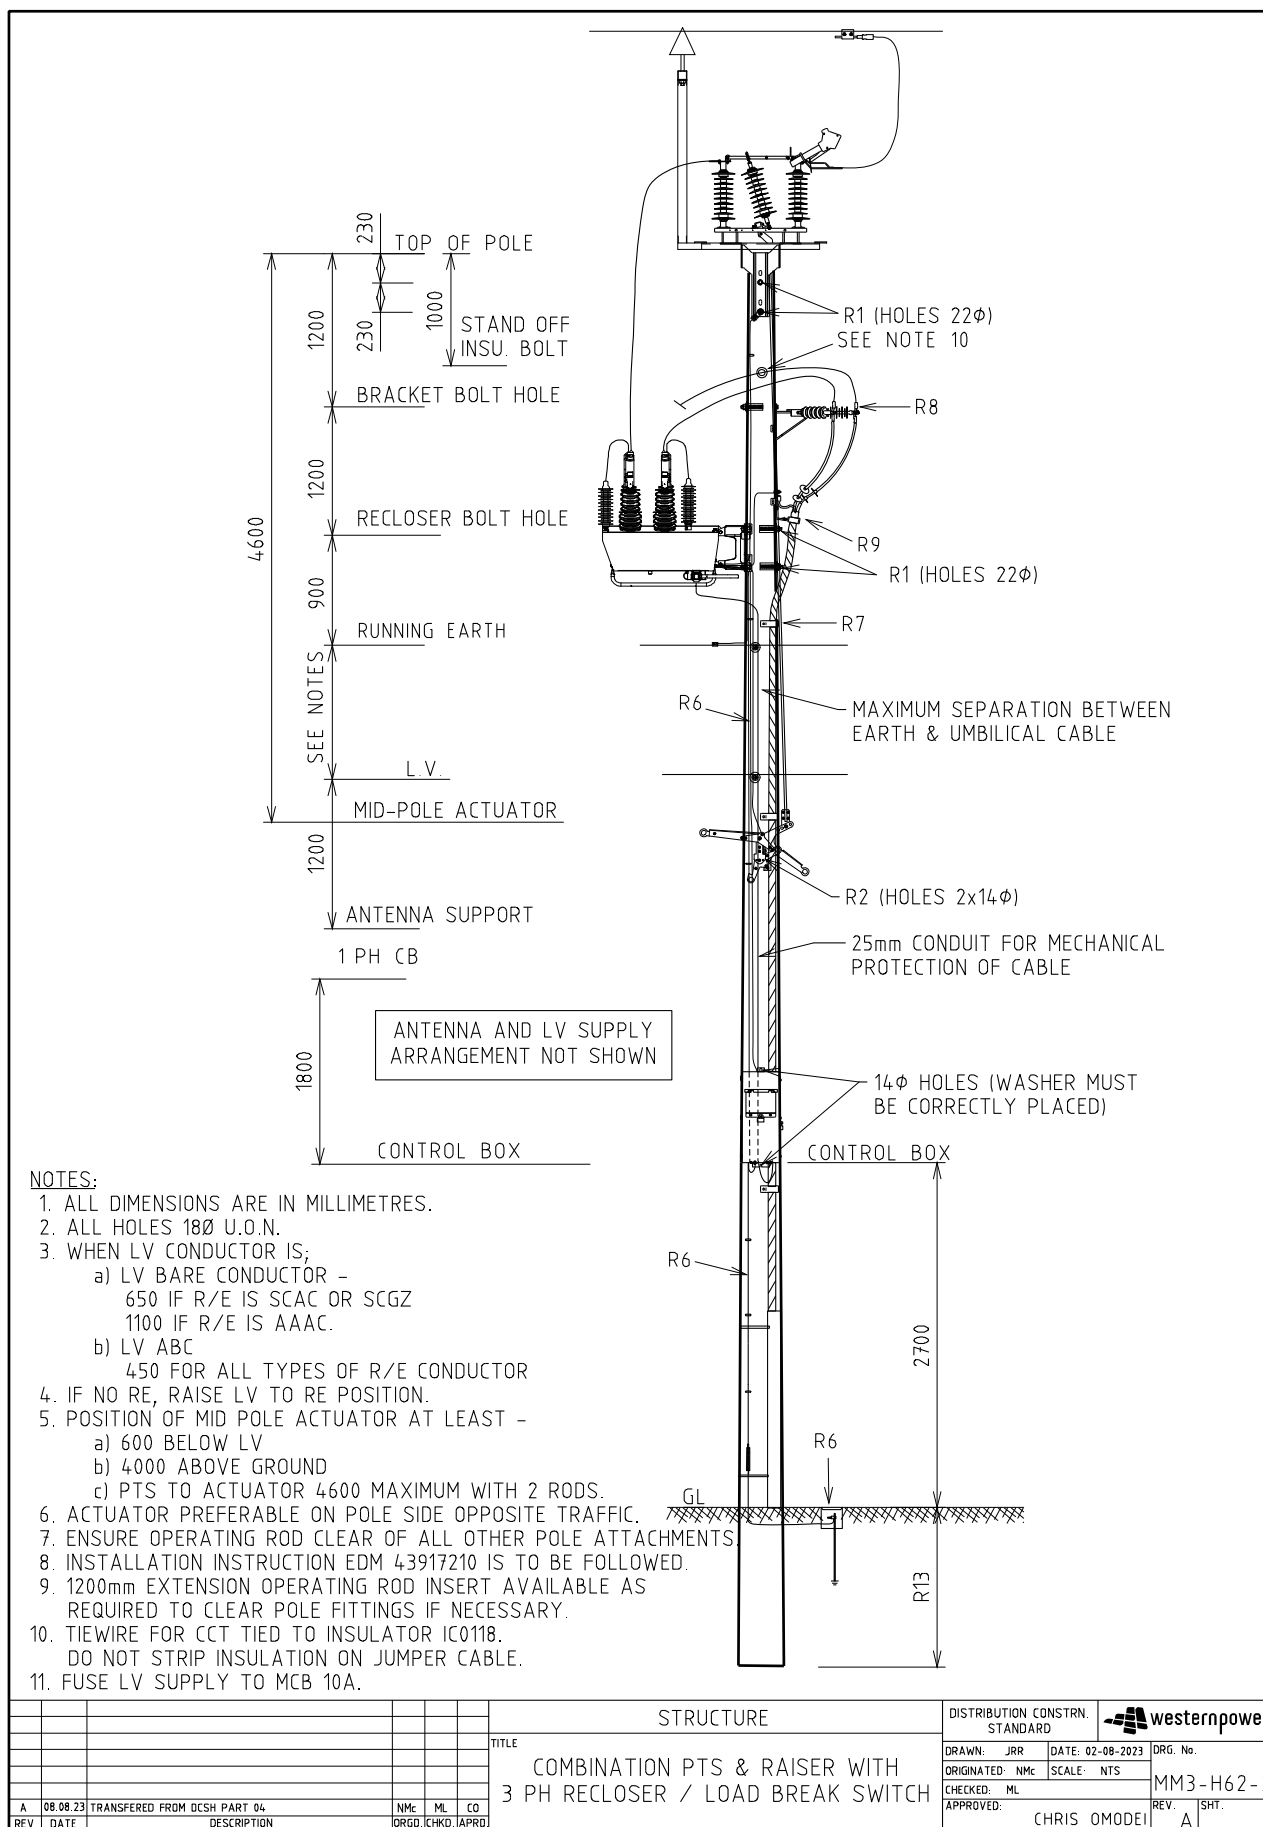 230
TOP OF POLE
1000
STAND OFF
INSU. BOLT
230
1200
BRACKET BOLT HOLE
1200
RECLOSER BOLT HOLE
4600
900
RUNNING EARTH
SEE NOTES
L.V.
MID-POLE ACTUATOR
1200
ANTENNA SUPPORT
1 PH CB
1800
ANTENNA AND LV SUPPLY
ARRANGEMENT NOT SHOWN
CONTROL BOX
R1 (HOLES 22ϕ)
SEE NOTE 10
R8
R9
R1 (HOLES 22ϕ)
R7
R6
MAXIMUM SEPARATION BETWEEN
EARTH & UMBILICAL CABLE
R2 (HOLES 2x14ϕ)
25mm CONDUIT FOR MECHANICAL
PROTECTION OF CABLE
14ϕ HOLES (WASHER MUST
BE CORRECTLY PLACED)
CONTROL BOX
R6
2700
R6
GL
R13
NOTES:
1. ALL DIMENSIONS ARE IN MILLIMETRES.
2. ALL HOLES 18Ø U.O.N.
3. WHEN LV CONDUCTOR IS;
a) LV BARE CONDUCTOR -
650 IF R/E IS SCAC OR SCGZ
1100 IF R/E IS AAAC.
b) LV ABC
450 FOR ALL TYPES OF R/E CONDUCTOR
4. IF NO RE, RAISE LV TO RE POSITION.
5. POSITION OF MID POLE ACTUATOR AT LEAST -
a) 600 BELOW LV
b) 4000 ABOVE GROUND
c) PTS TO ACTUATOR 4600 MAXIMUM WITH 2 RODS.
6. ACTUATOR PREFERABLE ON POLE SIDE OPPOSITE TRAFFIC.
7. ENSURE OPERATING ROD CLEAR OF ALL OTHER POLE ATTACHMENTS.
8. INSTALLATION INSTRUCTION EDM 43917210 IS TO BE FOLLOWED.
9. 1200mm EXTENSION OPERATING ROD INSERT AVAILABLE AS
REQUIRED TO CLEAR POLE FITTINGS IF NECESSARY.
10. TIEWIRE FOR CCT TIED TO INSULATOR IC0118.
DO NOT STRIP INSULATION ON JUMPER CABLE.
11. FUSE LV SUPPLY TO MCB 10A.
A 08.08.23 TRANSFERED FROM DCSH PART 04 NMc ML CO
REV DATE DESCRIPTION ORGD. CHKD. APRD.
STRUCTURE
TITLE
COMBINATION PTS & RAISER WITH
3 PH RECLOSER / LOAD BREAK SWITCH
DISTRIBUTION CONSTRN.
STANDARD
westernpowe
DRAWN: JRR DATE: 02-08-2023 DRG. No.
ORIGINATED: NMc SCALE: NTS
CHECKED: ML
MM3-H62-
APPROVED:
CHRIS OMODEI
REV. SHT.
A